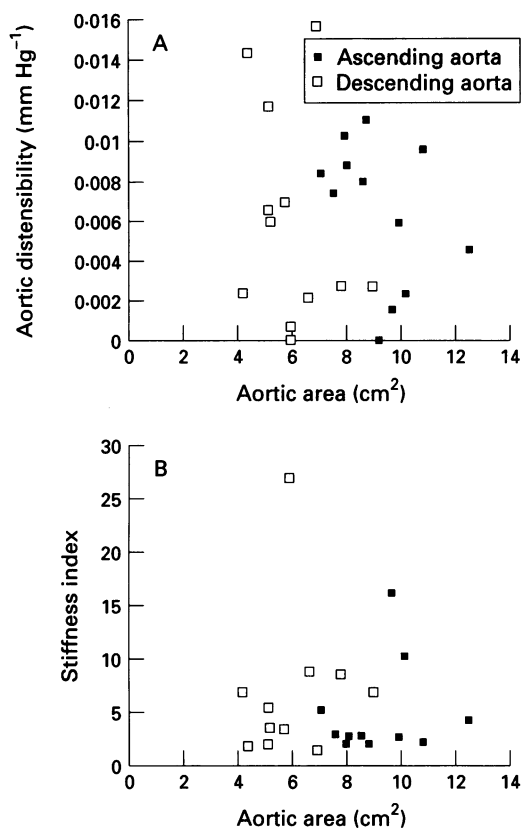 A
Aortic distensibility (mm Hg⁻¹)
0·016
0·014
0·012
0·01
0·008
0·006
0·004
0·002
0
■ Ascending aorta
□ Descending aorta
0 2 4 6 8 10 12 14
Aortic area (cm²)
B
Stiffness index
30
25
20
15
10
5
0
0 2 4 6 8 10 12 14
Aortic area (cm²)